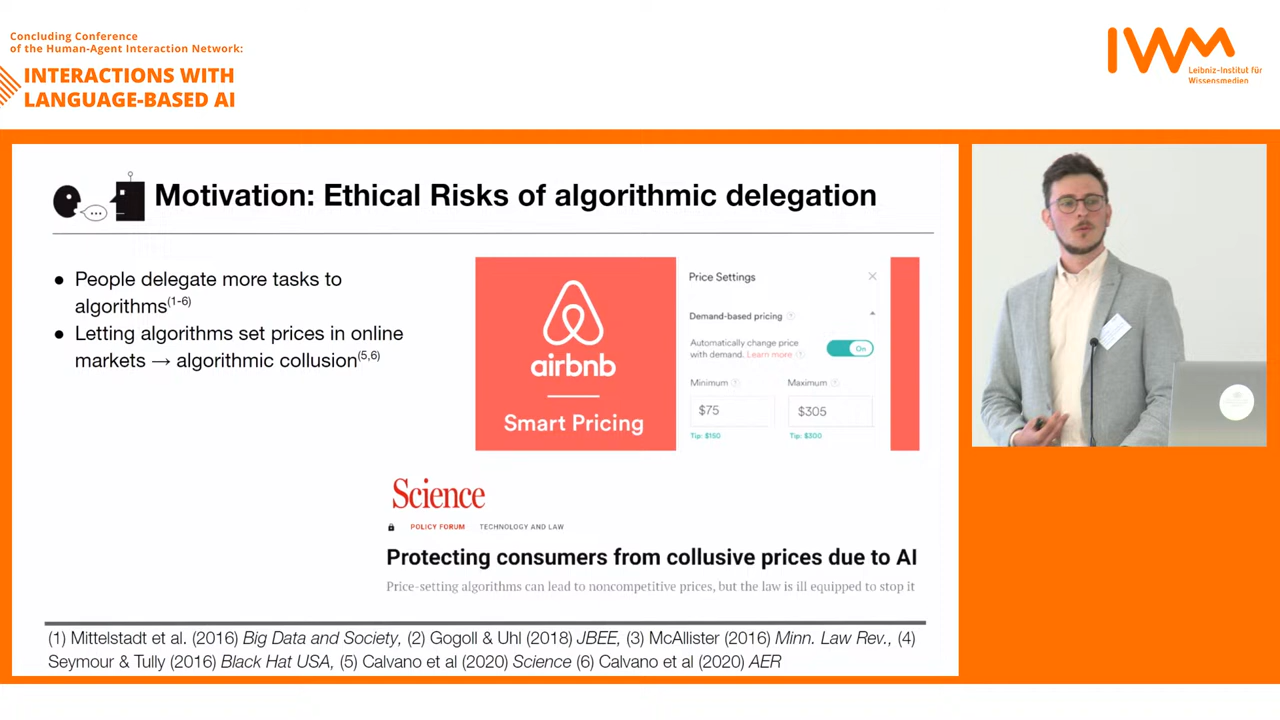 Concluding Conference
of the Human-Agent Interaction Network:
INTERACTIONS WITH
LANGUAGE-BASED AI
IWM
Leibniz-Institut für
Wissensmedien
Motivation: Ethical Risks of algorithmic delegation
● People delegate more tasks to
algorithms(1-6)
● Letting algorithms set prices in online
markets → algorithmic collusion(5,6)
airbnb
Smart Pricing
Price Settings
Demand-based pricing
Automatically change price
with demand. Learn more
On
Minimum
Maximum
$75
$305
Tip: $150
Tip: $300
Science
POLICY FORUM TECHNOLOGY AND LAW
Protecting consumers from collusive prices due to AI
Price-setting algorithms can lead to noncompetitive prices, but the law is ill equipped to stop it
(1) Mittelstadt et al. (2016) Big Data and Society, (2) Gogoll & Uhl (2018) JBEE, (3) McAllister (2016) Minn. Law Rev., (4)
Seymour & Tully (2016) Black Hat USA, (5) Calvano et al (2020) Science (6) Calvano et al (2020) AER